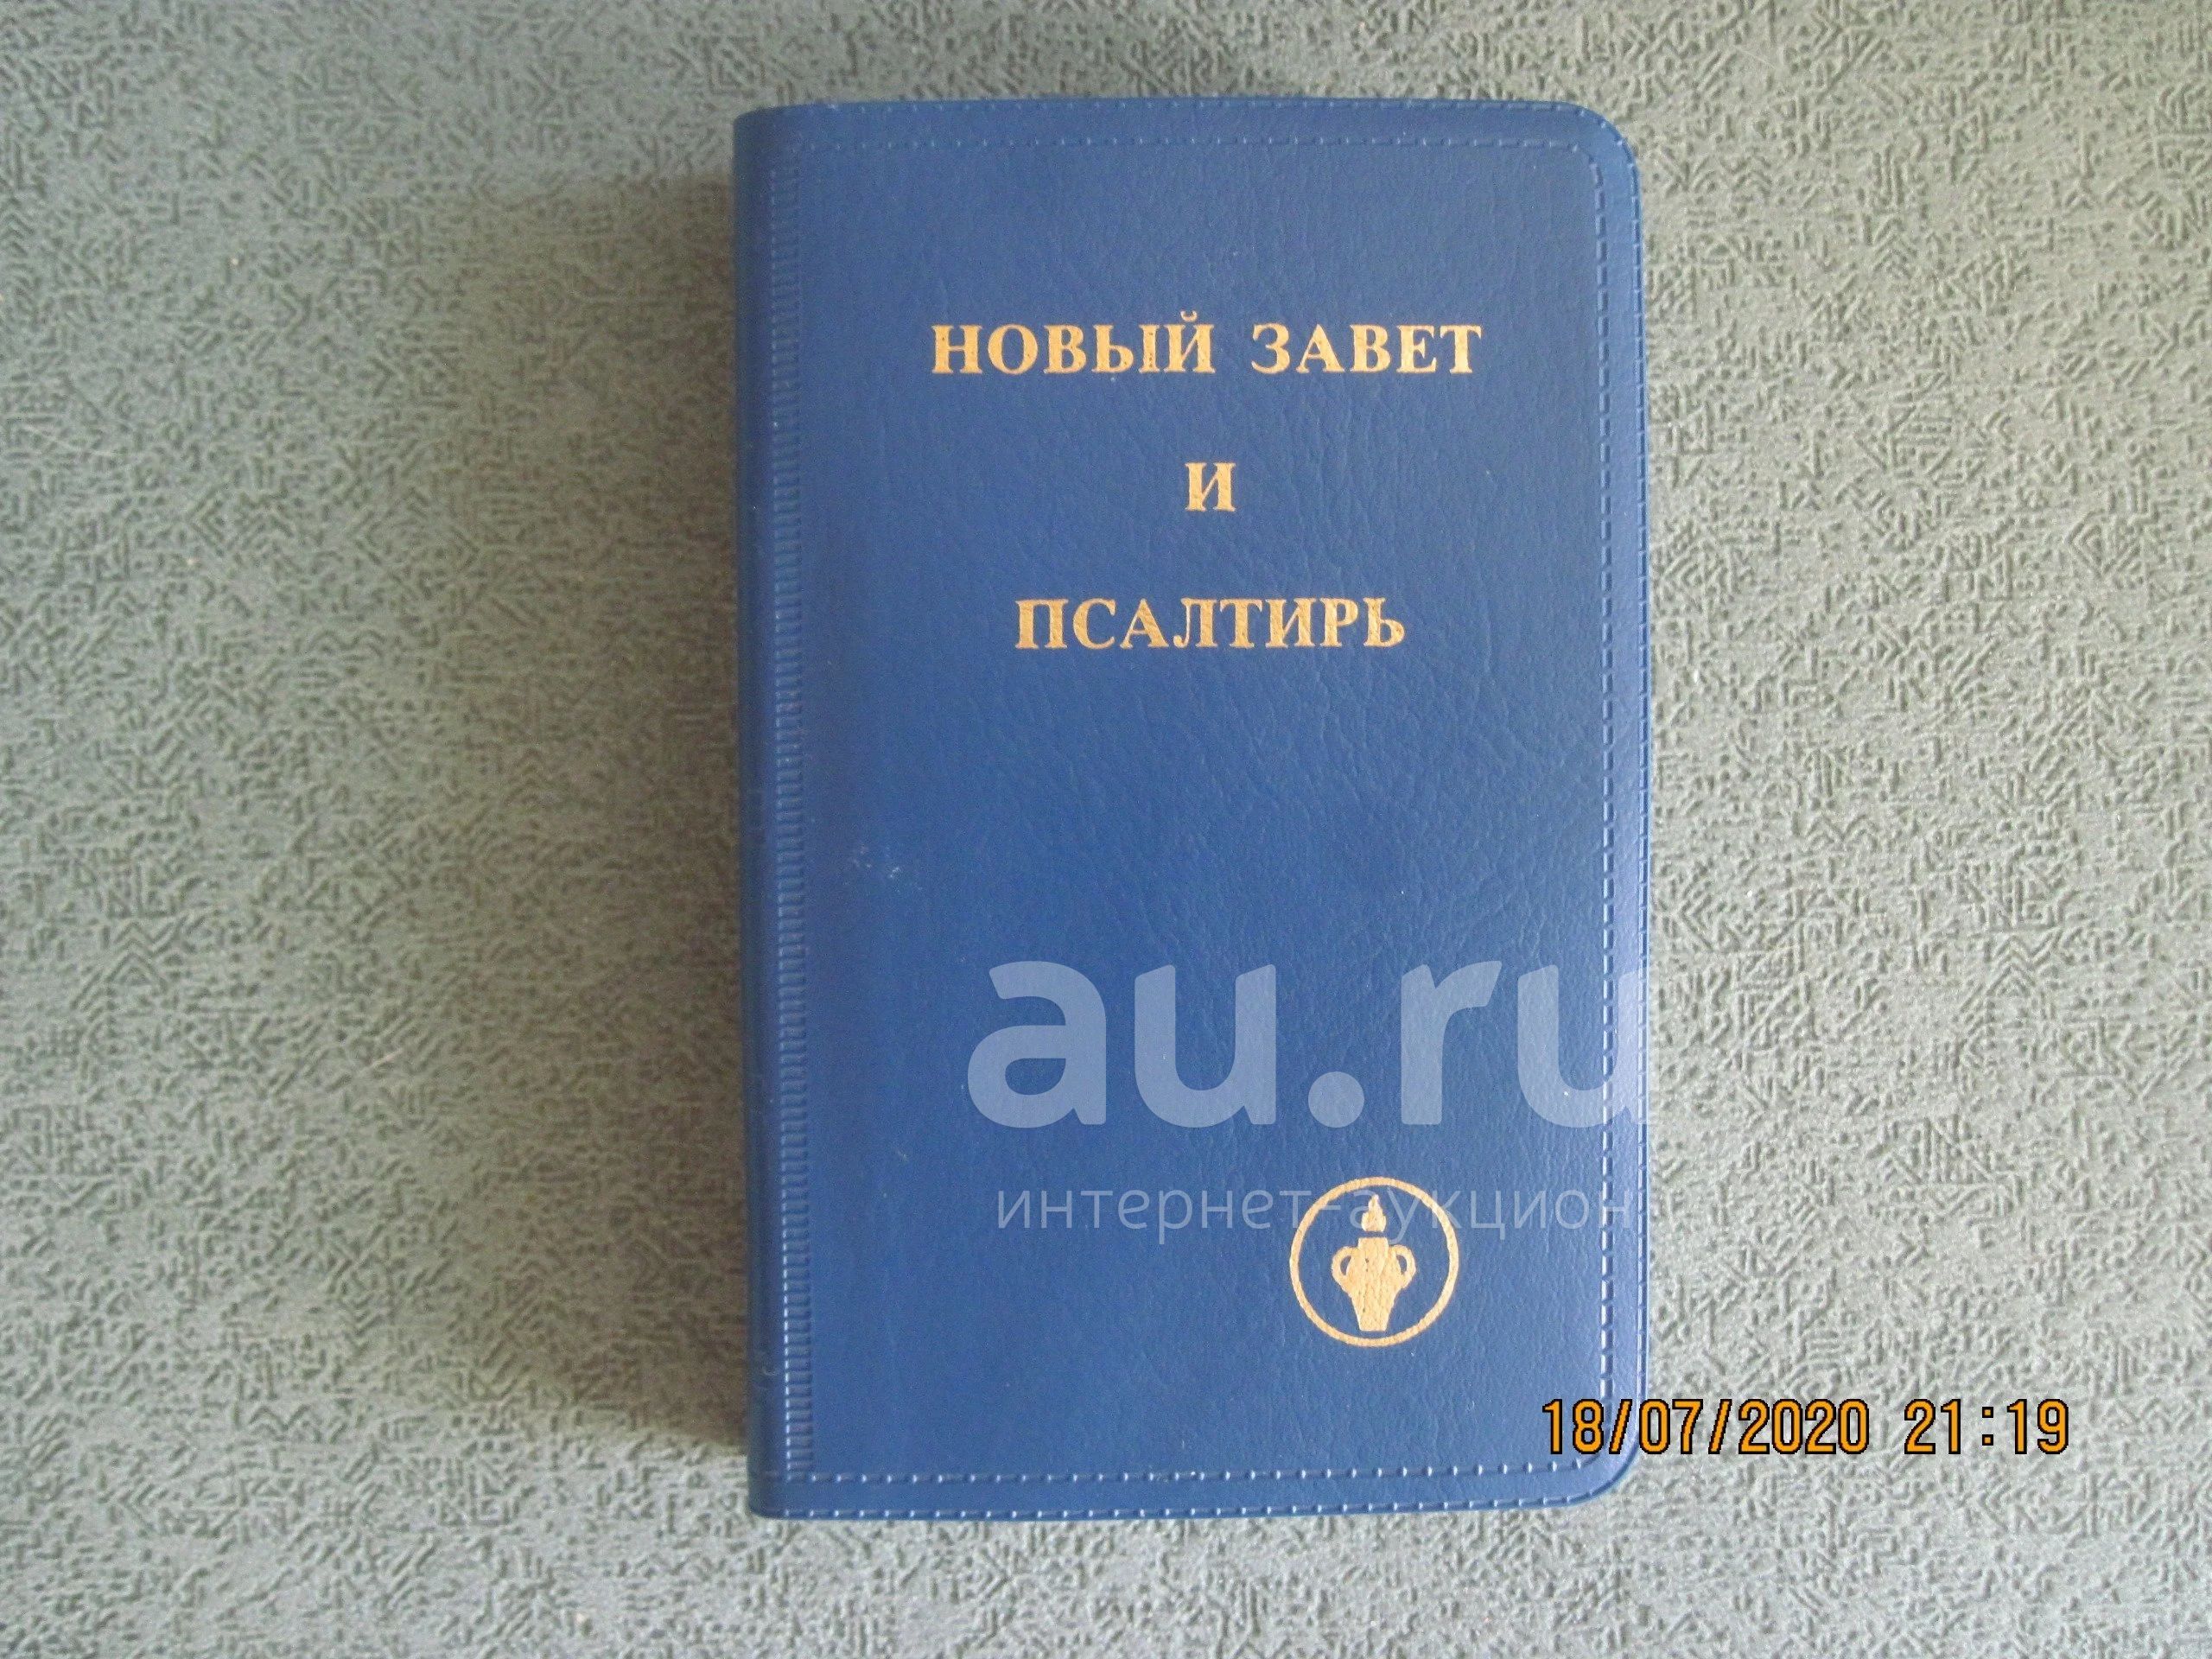 НОВЫЙ ЗАВЕТ
И
ПСАЛТИРЬ
au.ru
интернет-аукцион
18/07/2020 21:19